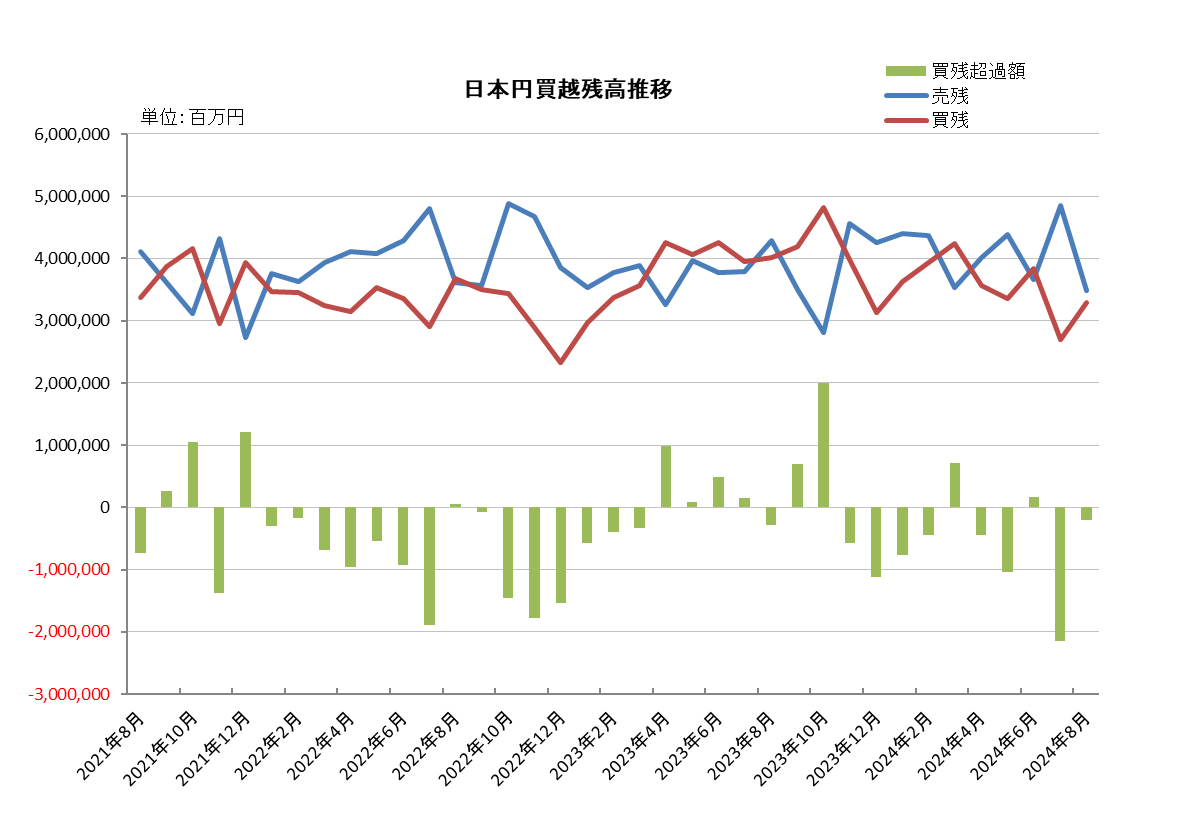 日本円買越残高推移
買残超過額
売残
買残
単位: 百万円
6,000,000
5,000,000
4,000,000
3,000,000
2,000,000
1,000,000
0
-1,000,000
-2,000,000
-3,000,000
2021年8月
2021年10月
2021年12月
2022年2月
2022年4月
2022年6月
2022年8月
2022年10月
2022年12月
2023年2月
2023年4月
2023年6月
2023年8月
2023年10月
2023年12月
2024年2月
2024年4月
2024年6月
2024年8月